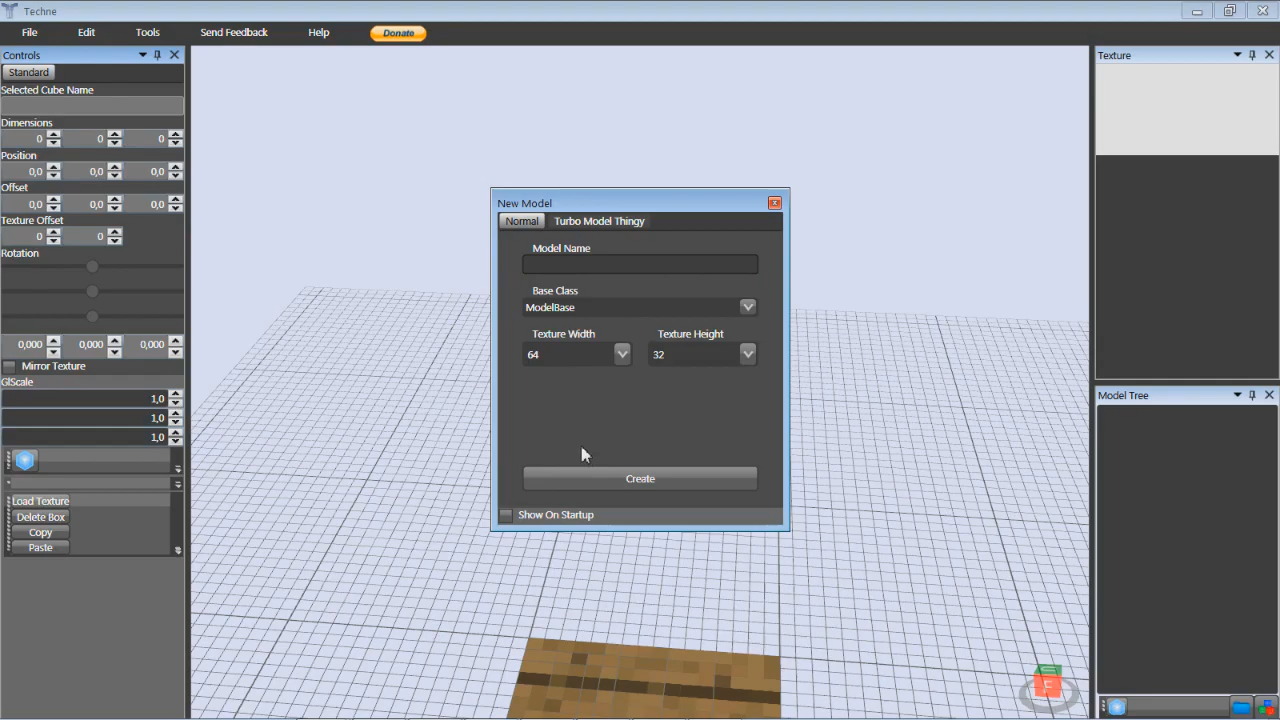 Techne
File Edit Tools Send Feedback Help Donate
Controls
Standard
Selected Cube Name
Dimensions
0 0 0
Position
0,0 0,0 0,0
Offset
0,0 0,0 0,0
Texture Offset
0 0
Rotation
0,000 0,000 0,000
Mirror Texture
GlScale
1,0
1,0
1,0
Load Texture
Delete Box
Copy
Paste
New Model
Normal Turbo Model Thingy
Model Name
Base Class
ModelBase
Texture Width Texture Height
64 32
Create
Show On Startup
Texture
Model Tree